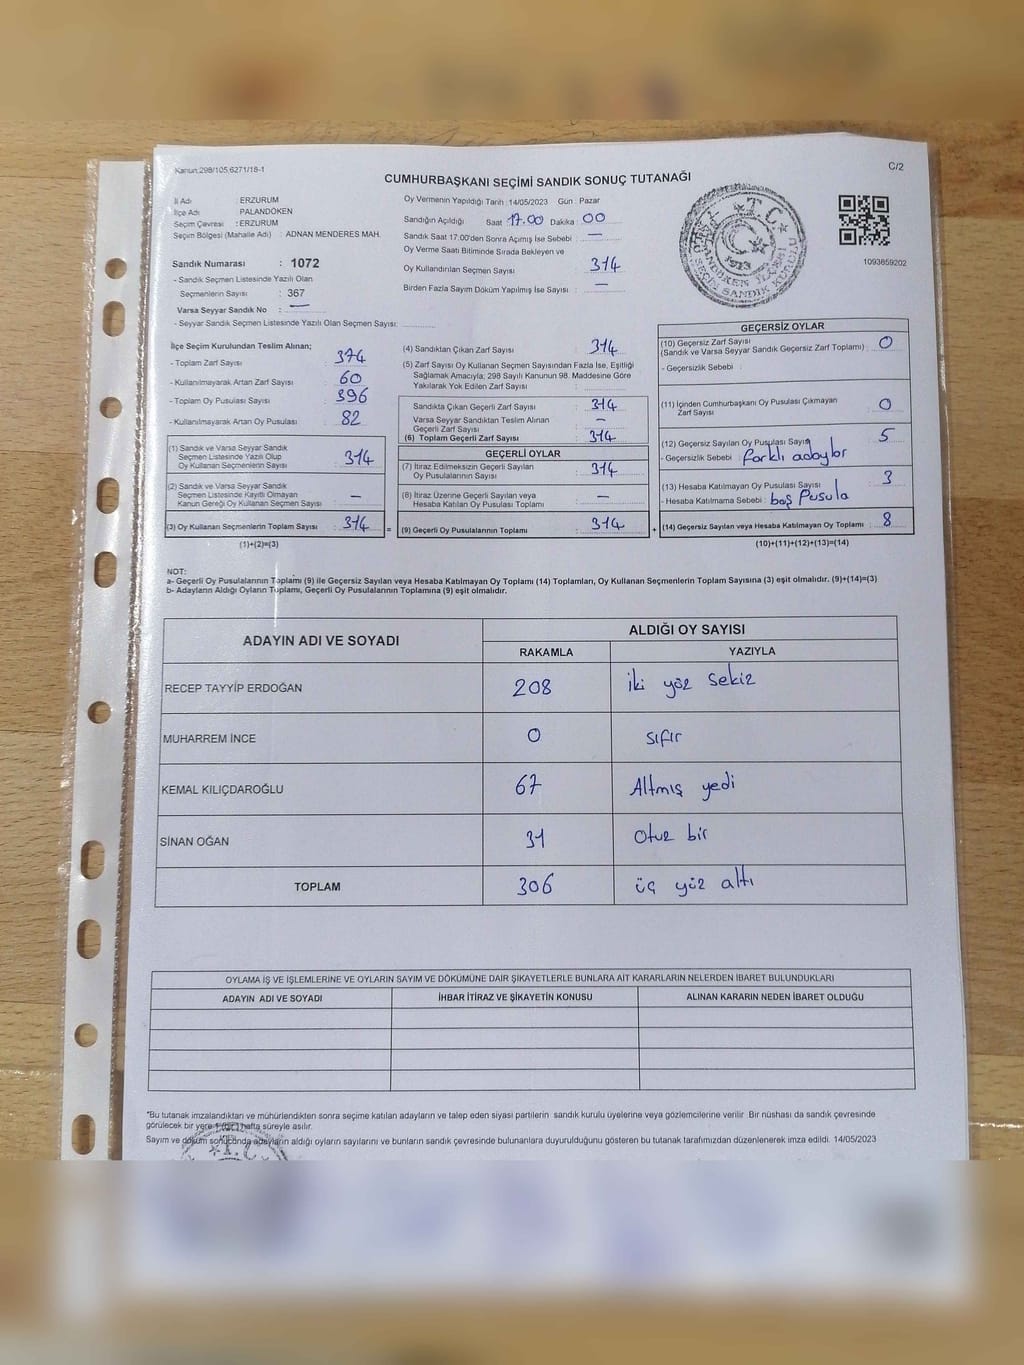 Kanun:298/105,6271/18-1
C/2
CUMHURBAŞKANI SEÇİMİ SANDIK SONUÇ TUTANAĞI
İl Adı : ERZURUM
İlçe Adı : PALANDÖKEN
Seçim Çevresi : ERZURUM
Seçim Bölgesi (Mahalle Adı) : ADNAN MENDERES MAH.
Sandık Numarası : 1072
- Sandık Seçmen Listesinde Yazılı Olan
Seçmenlerin Sayısı : 367
Varsa Seyyar Sandık No : —
- Seyyar Sandık Seçmen Listesinde Yazılı Olan Seçmen Sayısı:
Oy Vermenin Yapıldığı Tarih : 14/05/2023 Gün : Pazar
Sandığın Açıldığı Saat 17.00 Dakika : 00
Sandık Saat 17:00'den Sonra Açılmış İse Sebebi : —
Oy Verme Saati Bitiminde Sırada Bekleyen ve
Oy Kullandırılan Seçmen Sayısı : 314
Birden Fazla Sayım Döküm Yapılmış İse Sayısı : —
T.C.
1923
1093659202
İlçe Seçim Kurulundan Teslim Alınan;
- Toplam Zarf Sayısı : 374
- Kullanılmayarak Artan Zarf Sayısı : 60
- Toplam Oy Pusulası Sayısı : 396
- Kullanılmayarak Artan Oy Pusulası : 82
(1) Sandık ve Varsa Seyyar Sandık
Seçmen Listesinde Yazılı Olup
Oy Kullanan Seçmenlerin Sayısı : 314
(2) Sandık ve Varsa Seyyar Sandık
Seçmen Listesinde Kayıtlı Olmayan
Kanun Gereği Oy Kullanan Seçmen Sayısı : —
(3) Oy Kullanan Seçmenlerin Toplam Sayısı : 314 =
(1)+(2)=(3)
(4) Sandıktan Çıkan Zarf Sayısı : 314
(5) Zarf Sayısı Oy Kullanan Seçmen Sayısından Fazla İse, Eşitliği
Sağlamak Amacıyla; 298 Sayılı Kanunun 98. Maddesine Göre
Yakılarak Yok Edilen Zarf Sayısı :
Sandıkta Çıkan Geçerli Zarf Sayısı : 314
Varsa Seyyar Sandıktan Teslim Alınan
Geçerli Zarf Sayısı : —
(6) Toplam Geçerli Zarf Sayısı : 314
GEÇERLİ OYLAR
(7) İtiraz Edilmeksizin Geçerli Sayılan
Oy Pusulalarının Sayısı : 314
(8) İtiraz Üzerine Geçerli Sayılan veya
Hesaba Katılan Oy Pusulası Toplamı : —
(9) Geçerli Oy Pusulalarının Toplamı : 314 +
GEÇERSİZ OYLAR
(10) Geçersiz Zarf Sayısı
(Sandık ve Varsa Seyyar Sandık Geçersiz Zarf Toplamı) : 0
- Geçersizlik Sebebi :
(11) İçinden Cumhurbaşkanı Oy Pusulası Çıkmayan
Zarf Sayısı : 0
(12) Geçersiz Sayılan Oy Pusulası Sayısı : 5
- Geçersizlik Sebebi : farklı adaylar
(13) Hesaba Katılmayan Oy Pusulası Sayısı : 3
- Hesaba Katılmama Sebebi : boş Pusula
(14) Geçersiz Sayılan veya Hesaba Katılmayan Oy Toplamı : 8
(10)+(11)+(12)+(13)=(14)
NOT:
a- Geçerli Oy Pusulalarının Toplamı (9) ile Geçersiz Sayılan veya Hesaba Katılmayan Oy Toplamı (14) Toplamları, Oy Kullanan Seçmenlerin Toplam Sayısına (3) eşit olmalıdır. (9)+(14)=(3)
b- Adayların Aldığı Oyların Toplamı, Geçerli Oy Pusulalarının Toplamına (9) eşit olmalıdır.
ADAYIN ADI VE SOYADI ALDIĞI OY SAYISI
RAKAMLA YAZIYLA
RECEP TAYYİP ERDOĞAN 208 iki yüz sekiz
MUHARREM İNCE 0 sıfır
KEMAL KILIÇDAROĞLU 67 Altmış yedi
SİNAN OĞAN 31 Otuz bir
TOPLAM 306 üç yüz altı
OYLAMA İŞ VE İŞLEMLERİNE VE OYLARIN SAYIM VE DÖKÜMÜNE DAİR ŞİKAYETLERLE BUNLARA AİT KARARLARIN NELERDEN İBARET BULUNDUKLARI
ADAYIN ADI VE SOYADI İHBAR İTİRAZ VE ŞİKAYETİN KONUSU ALINAN KARARIN NEDEN İBARET OLDUĞU
*Bu tutanak imzalandıktan ve mühürlendikten sonra seçime katılan adayların ve talep eden siyasi partilerin sandık kurulu üyelerine veya gözlemcilerine verilir. Bir nüshası da sandık çevresinde
görülecek bir yere 1 (bir) hafta süreyle asılır.
Sayım ve döküm sonucunda adayların aldığı oyların sayılarını ve bunların sandık çevresinde bulunanlara duyurulduğunu gösteren bu tutanak tarafımızdan düzenlenerek imza edildi. 14/05/2023
T.C.